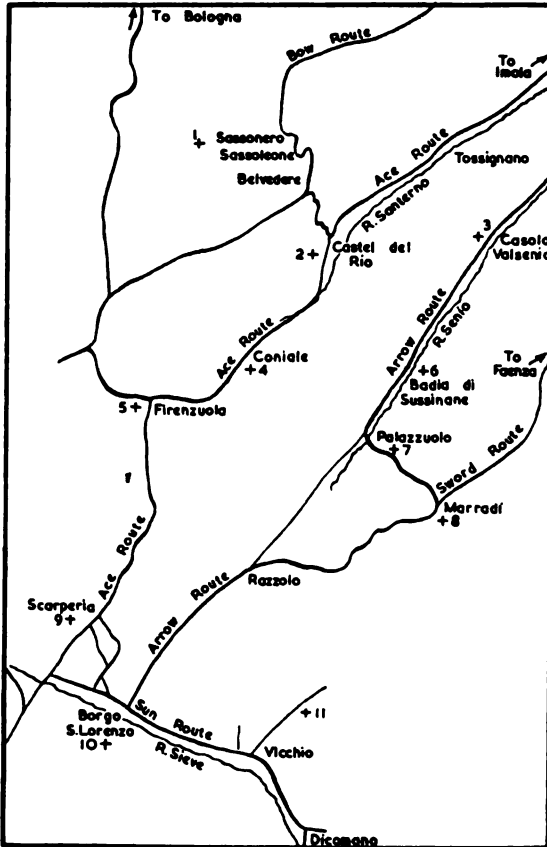 To Bologna
Bow Route
To
Imola
1 Sassonero
Sassoleone
Belvedere
Ace Route
R. Santerno
Tossignano
2
Castel del
Rio
3
Casola
Valsenio
Arrow Route
R. Senio
Ace Route
Coniale
4
To
Faenza
6
Badia di
Sussinane
5
Firenzuola
Palazzuolo
7
Sword Route
Marradi
8
1
Ace Route
Arrow Route
Razzolo
Scarperia
9
Sun Route
11
Borgo
S. Lorenzo
10
R. Sieve
Vicchio
Dicomano